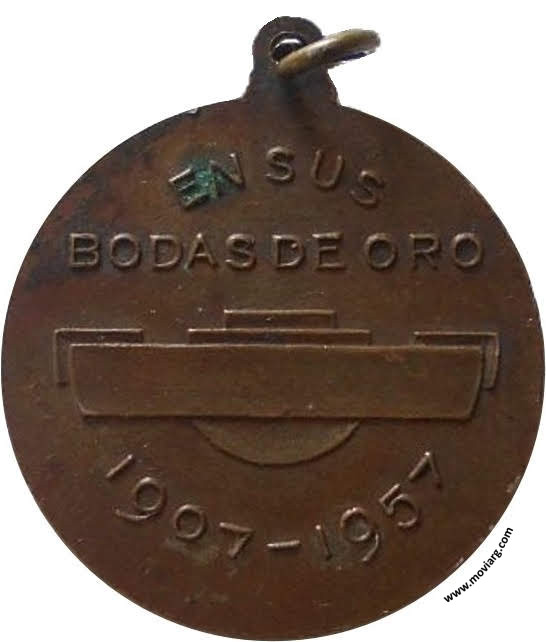 EN SUS
BODAS DE ORO
1907-1957
www.moviarg.com